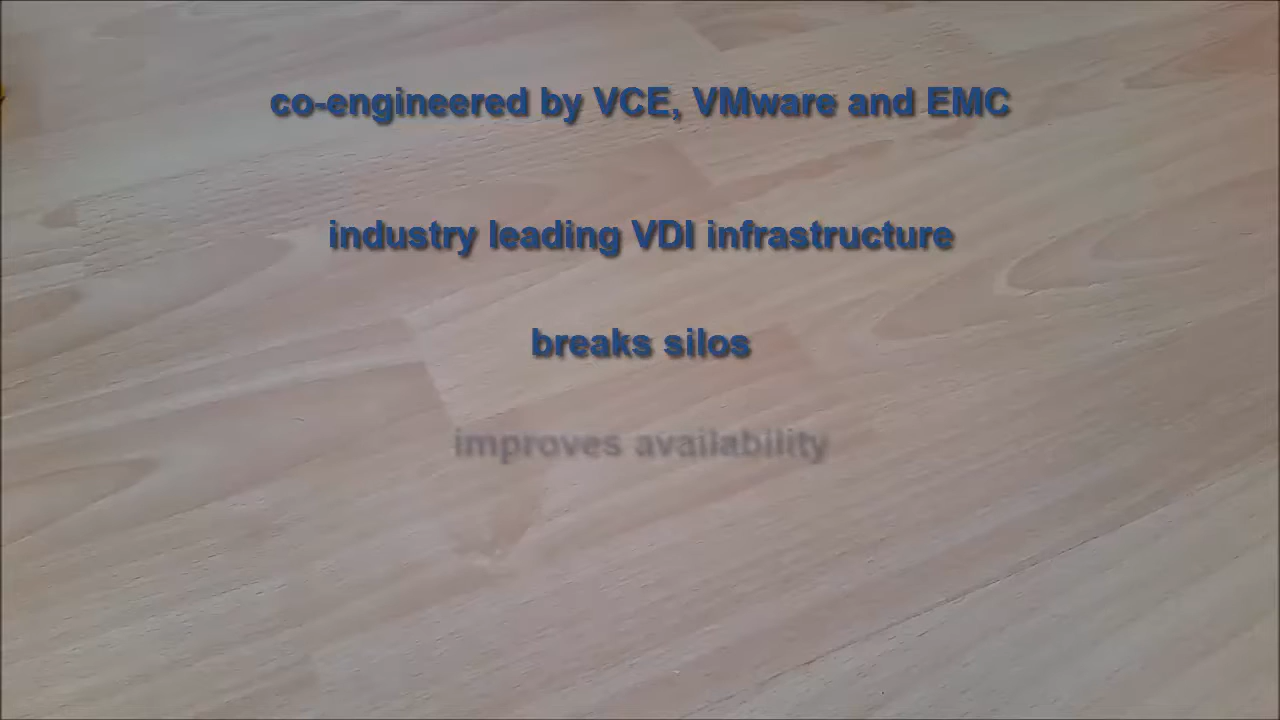 co-engineered by VCE, VMware and EMC
industry leading VDI infrastructure
breaks silos
improves availability